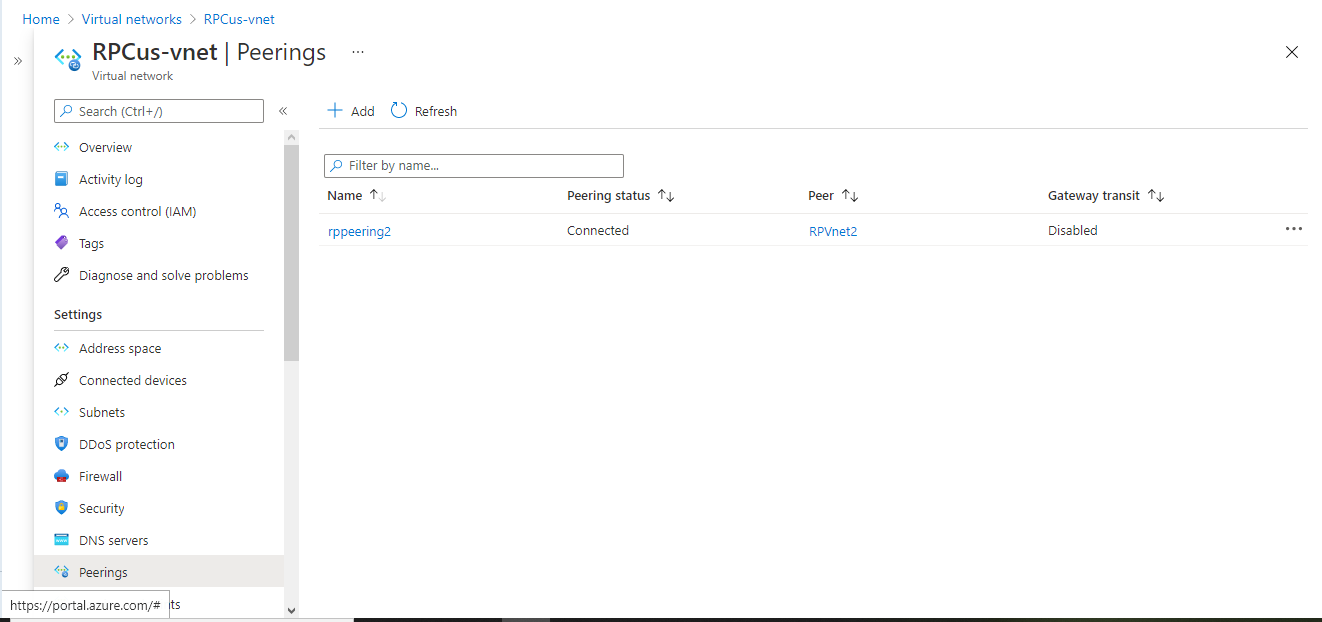 Home > Virtual networks > RPCus-vnet
RPCus-vnet | Peerings ...
Virtual network
Search (Ctrl+/)
+ Add Refresh
Overview
Filter by name...
Activity log
Name Peering status Peer Gateway transit
Access control (IAM)
rppeering2 Connected RPVnet2 Disabled ...
Tags
Diagnose and solve problems
Settings
Address space
Connected devices
Subnets
DDoS protection
Firewall
Security
DNS servers
Peerings
https://portal.azure.com/# ts